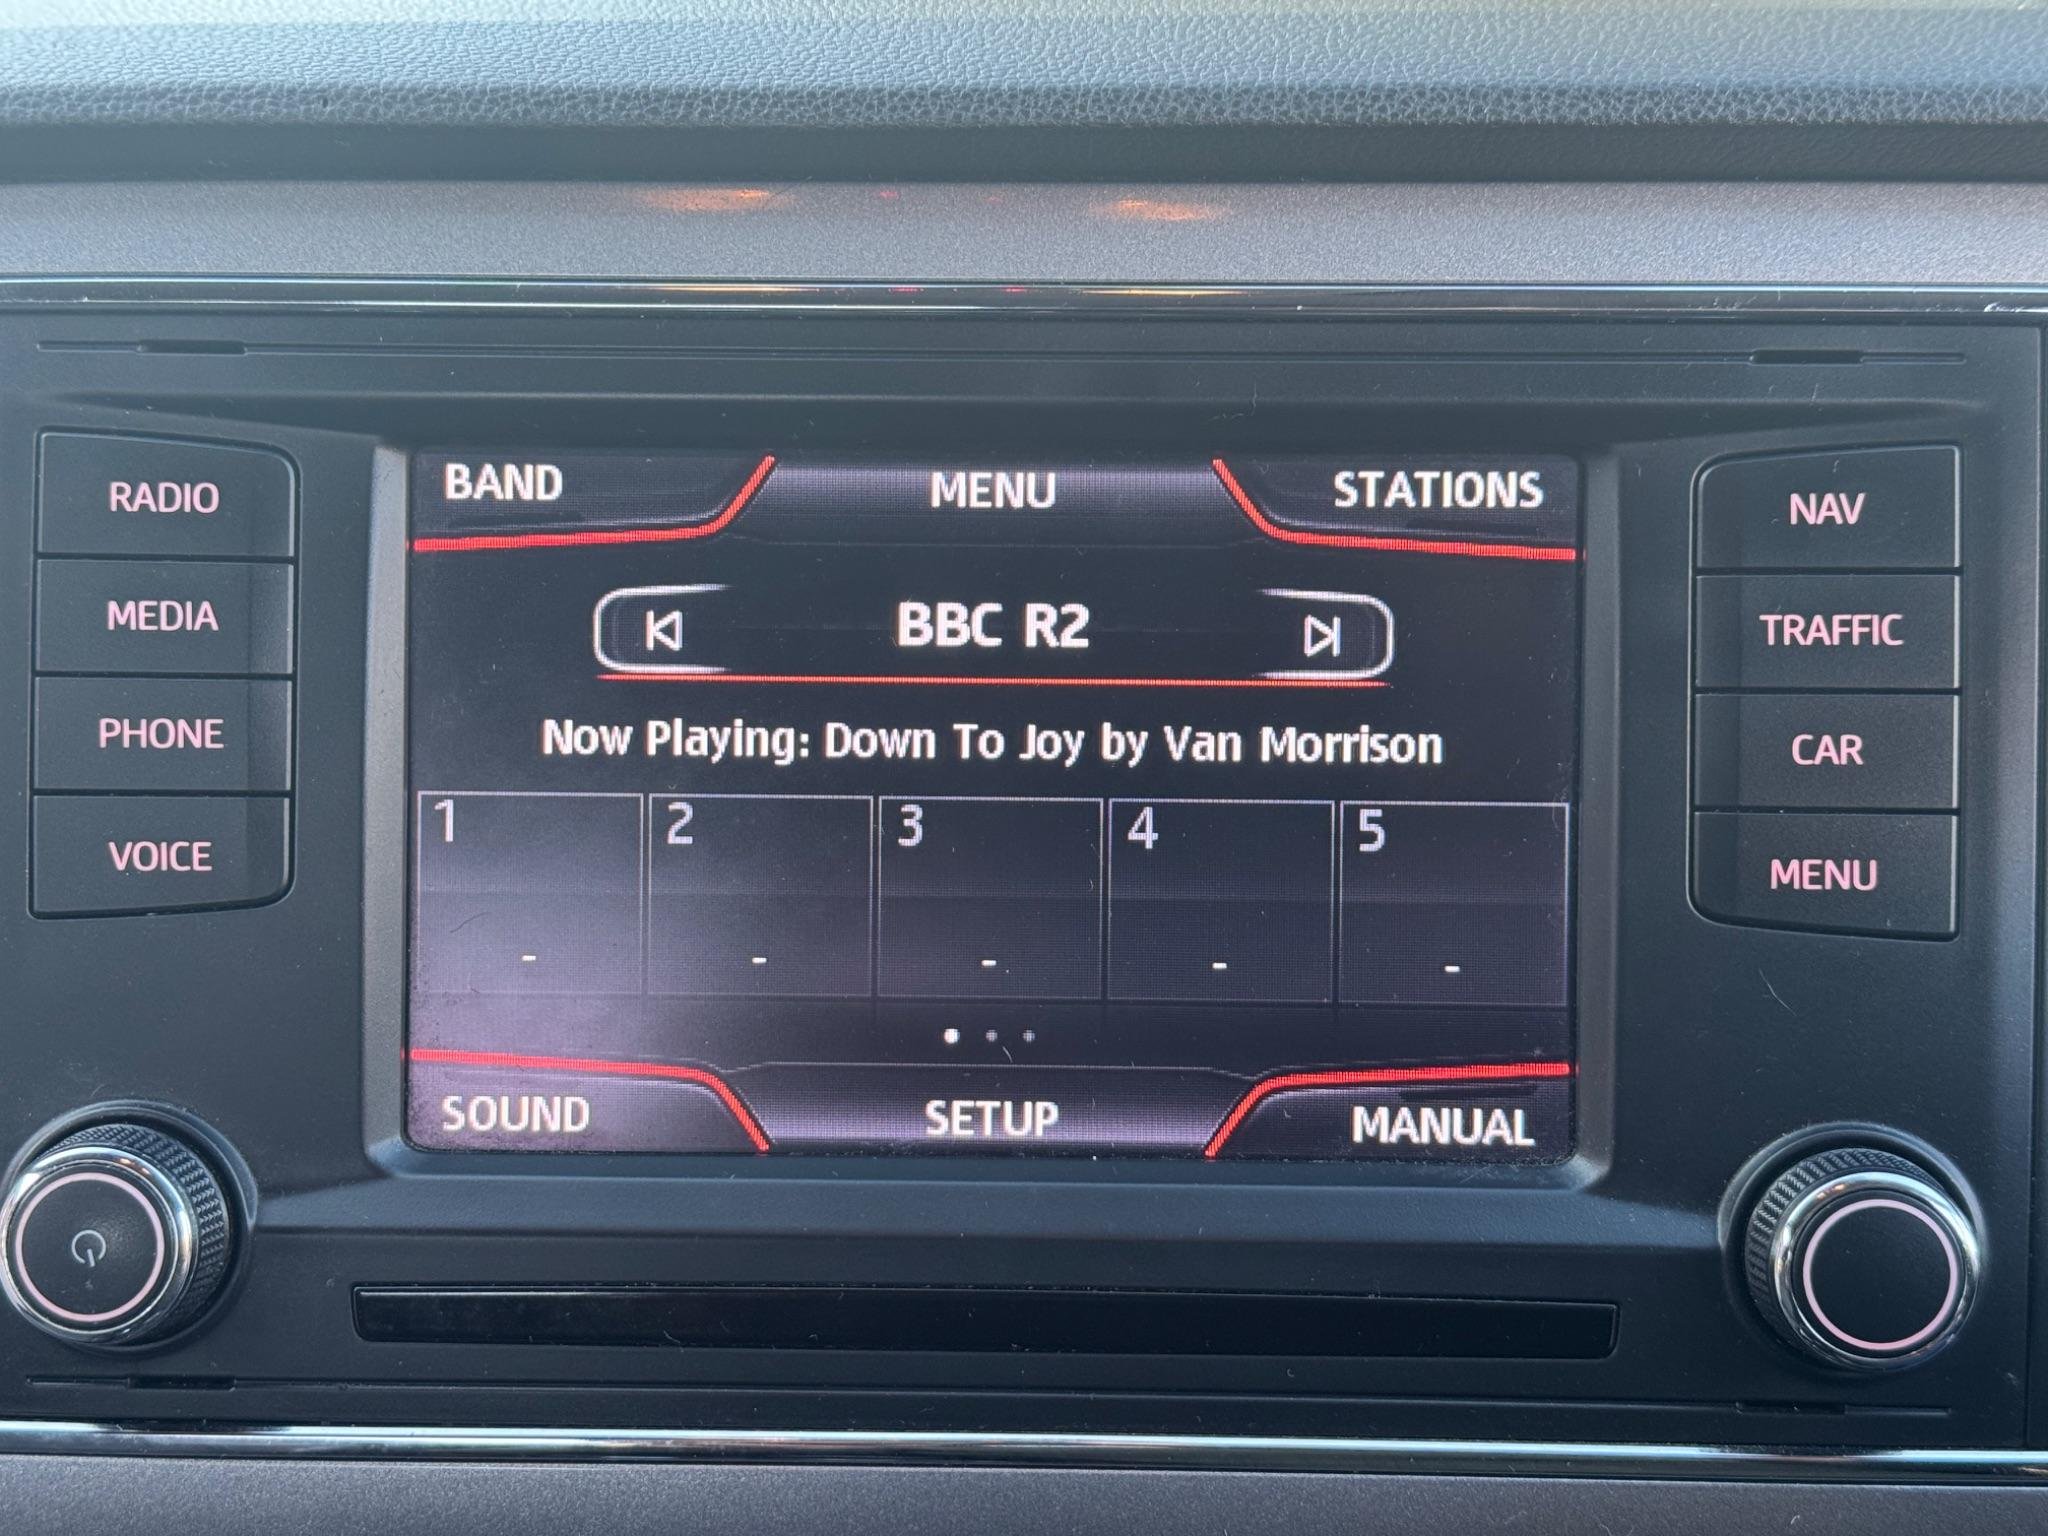 BAND MENU STATIONS
RADIO
NAV
BBC R2
MEDIA
TRAFFIC
Now Playing: Down To Joy by Van Morrison
PHONE
CAR
1 2 3 4 5
VOICE
MENU
- - - - -
SOUND SETUP MANUAL